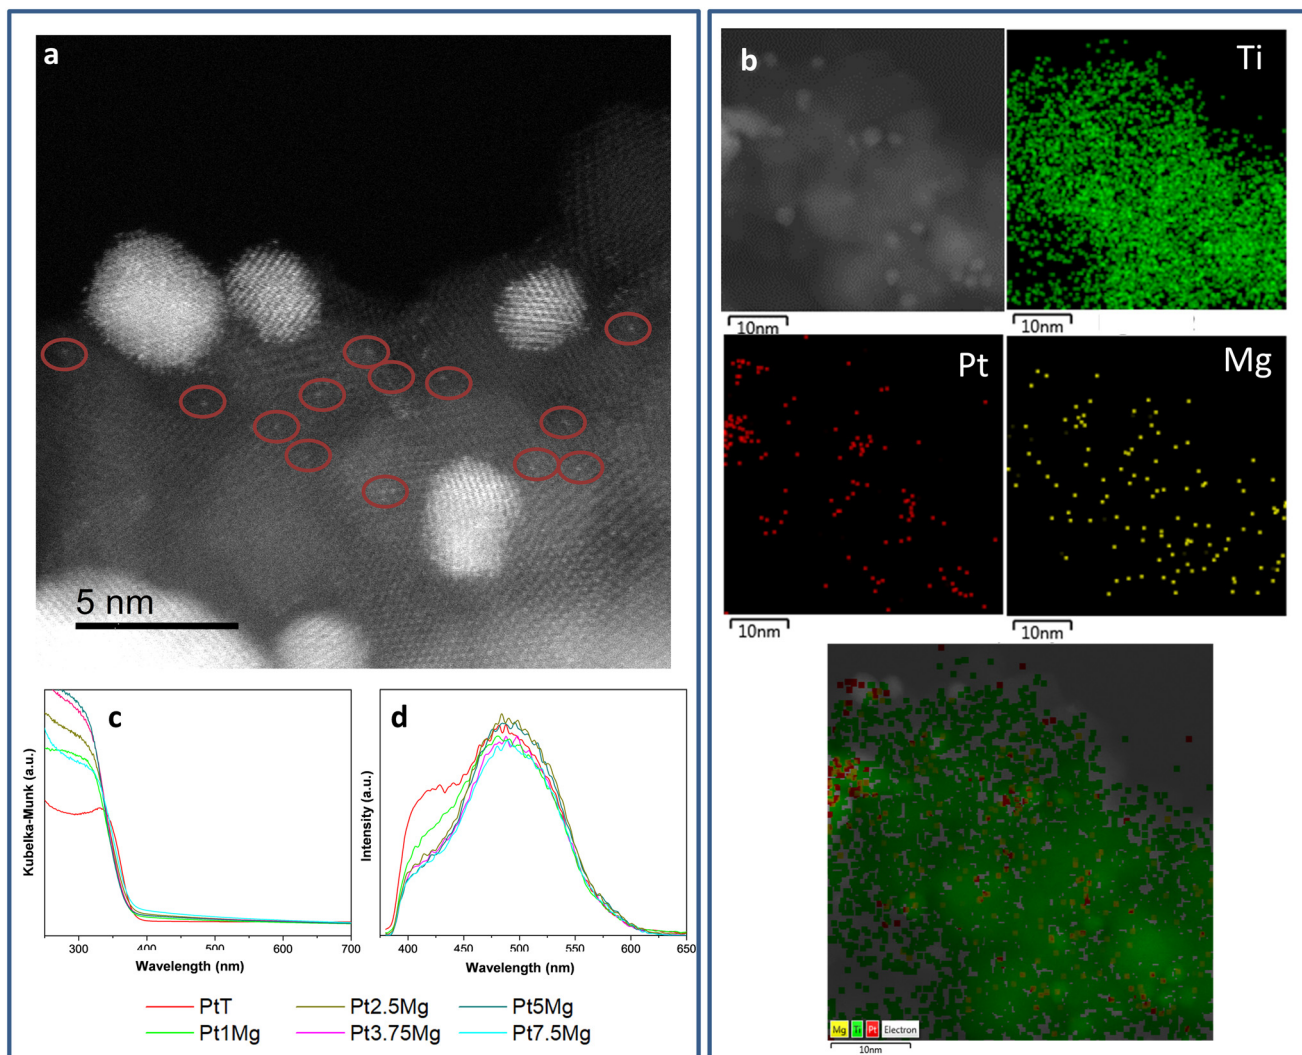 a
5 nm
b
Ti
10nm
10nm
Pt
Mg
10nm
10nm
Mg Ti Pt Electron
10nm
c
Kubelka-Munk (a.u.)
300 400 500 600 700
Wavelength (nm)
d
Intensity (a.u.)
400 450 500 550 600 650
Wavelength (nm)
PtT Pt2.5Mg Pt5Mg
Pt1Mg Pt3.75Mg Pt7.5Mg